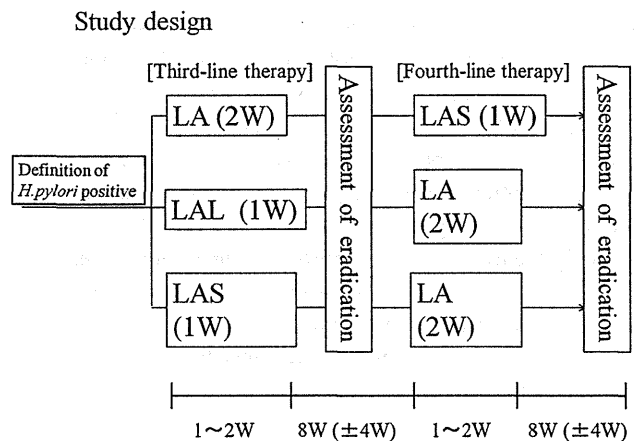 Study design
[Third-line therapy]
[Fourth-line therapy]
Definition of
H.pylori positive
LA (2W)
LAL (1W)
LAS
(1W)
Assessment of eradication
LAS (1W)
LA
(2W)
LA
(2W)
Assessment of eradication
1~2W
8W (±4W)
1~2W
8W (±4W)